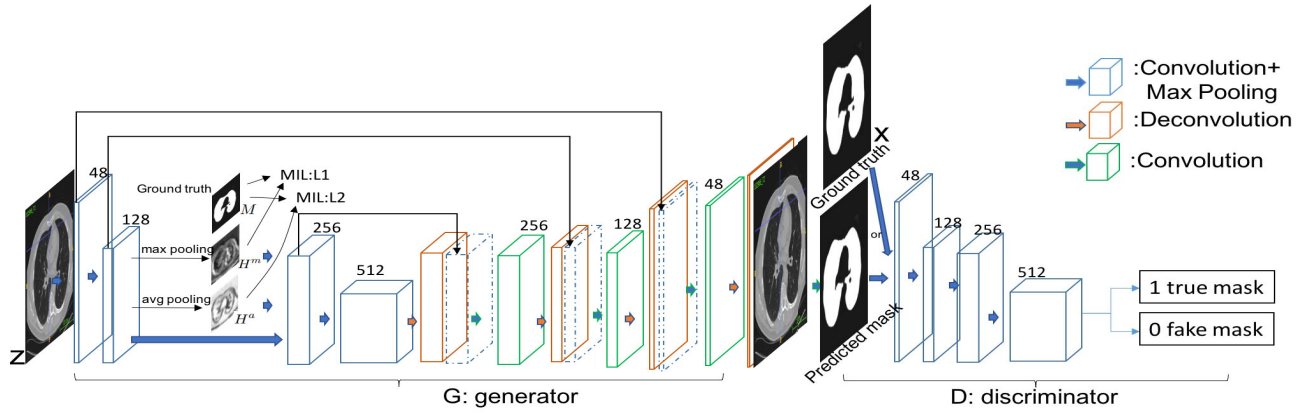 :Convolution+
Max Pooling
:Deconvolution
:Convolution
Z
48
128
Ground truth
M
max pooling
H^m
avg pooling
H^a
MIL:L1
MIL:L2
256
512
256
128
48
X
Ground truth
or
Predicted mask
48
128
256
512
1 true mask
0 fake mask
G: generator
D: discriminator